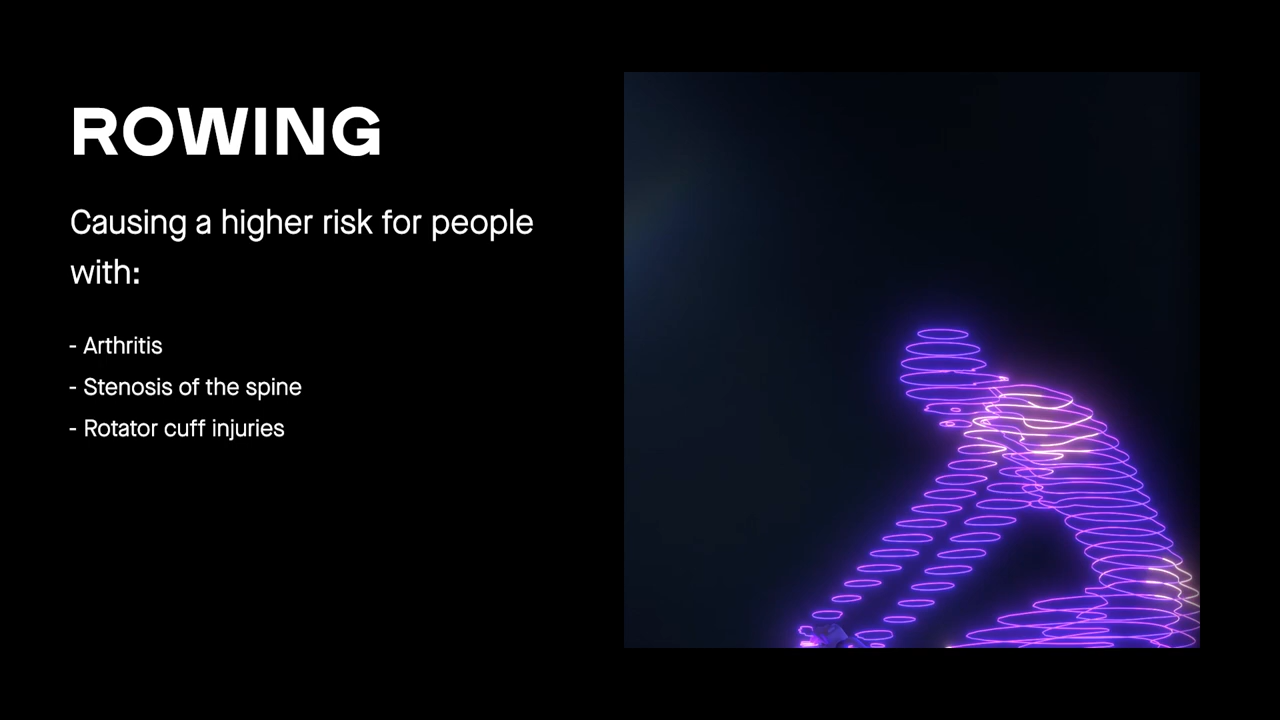 ROWING
Causing a higher risk for people
with:
- Arthritis
- Stenosis of the spine
- Rotator cuff injuries